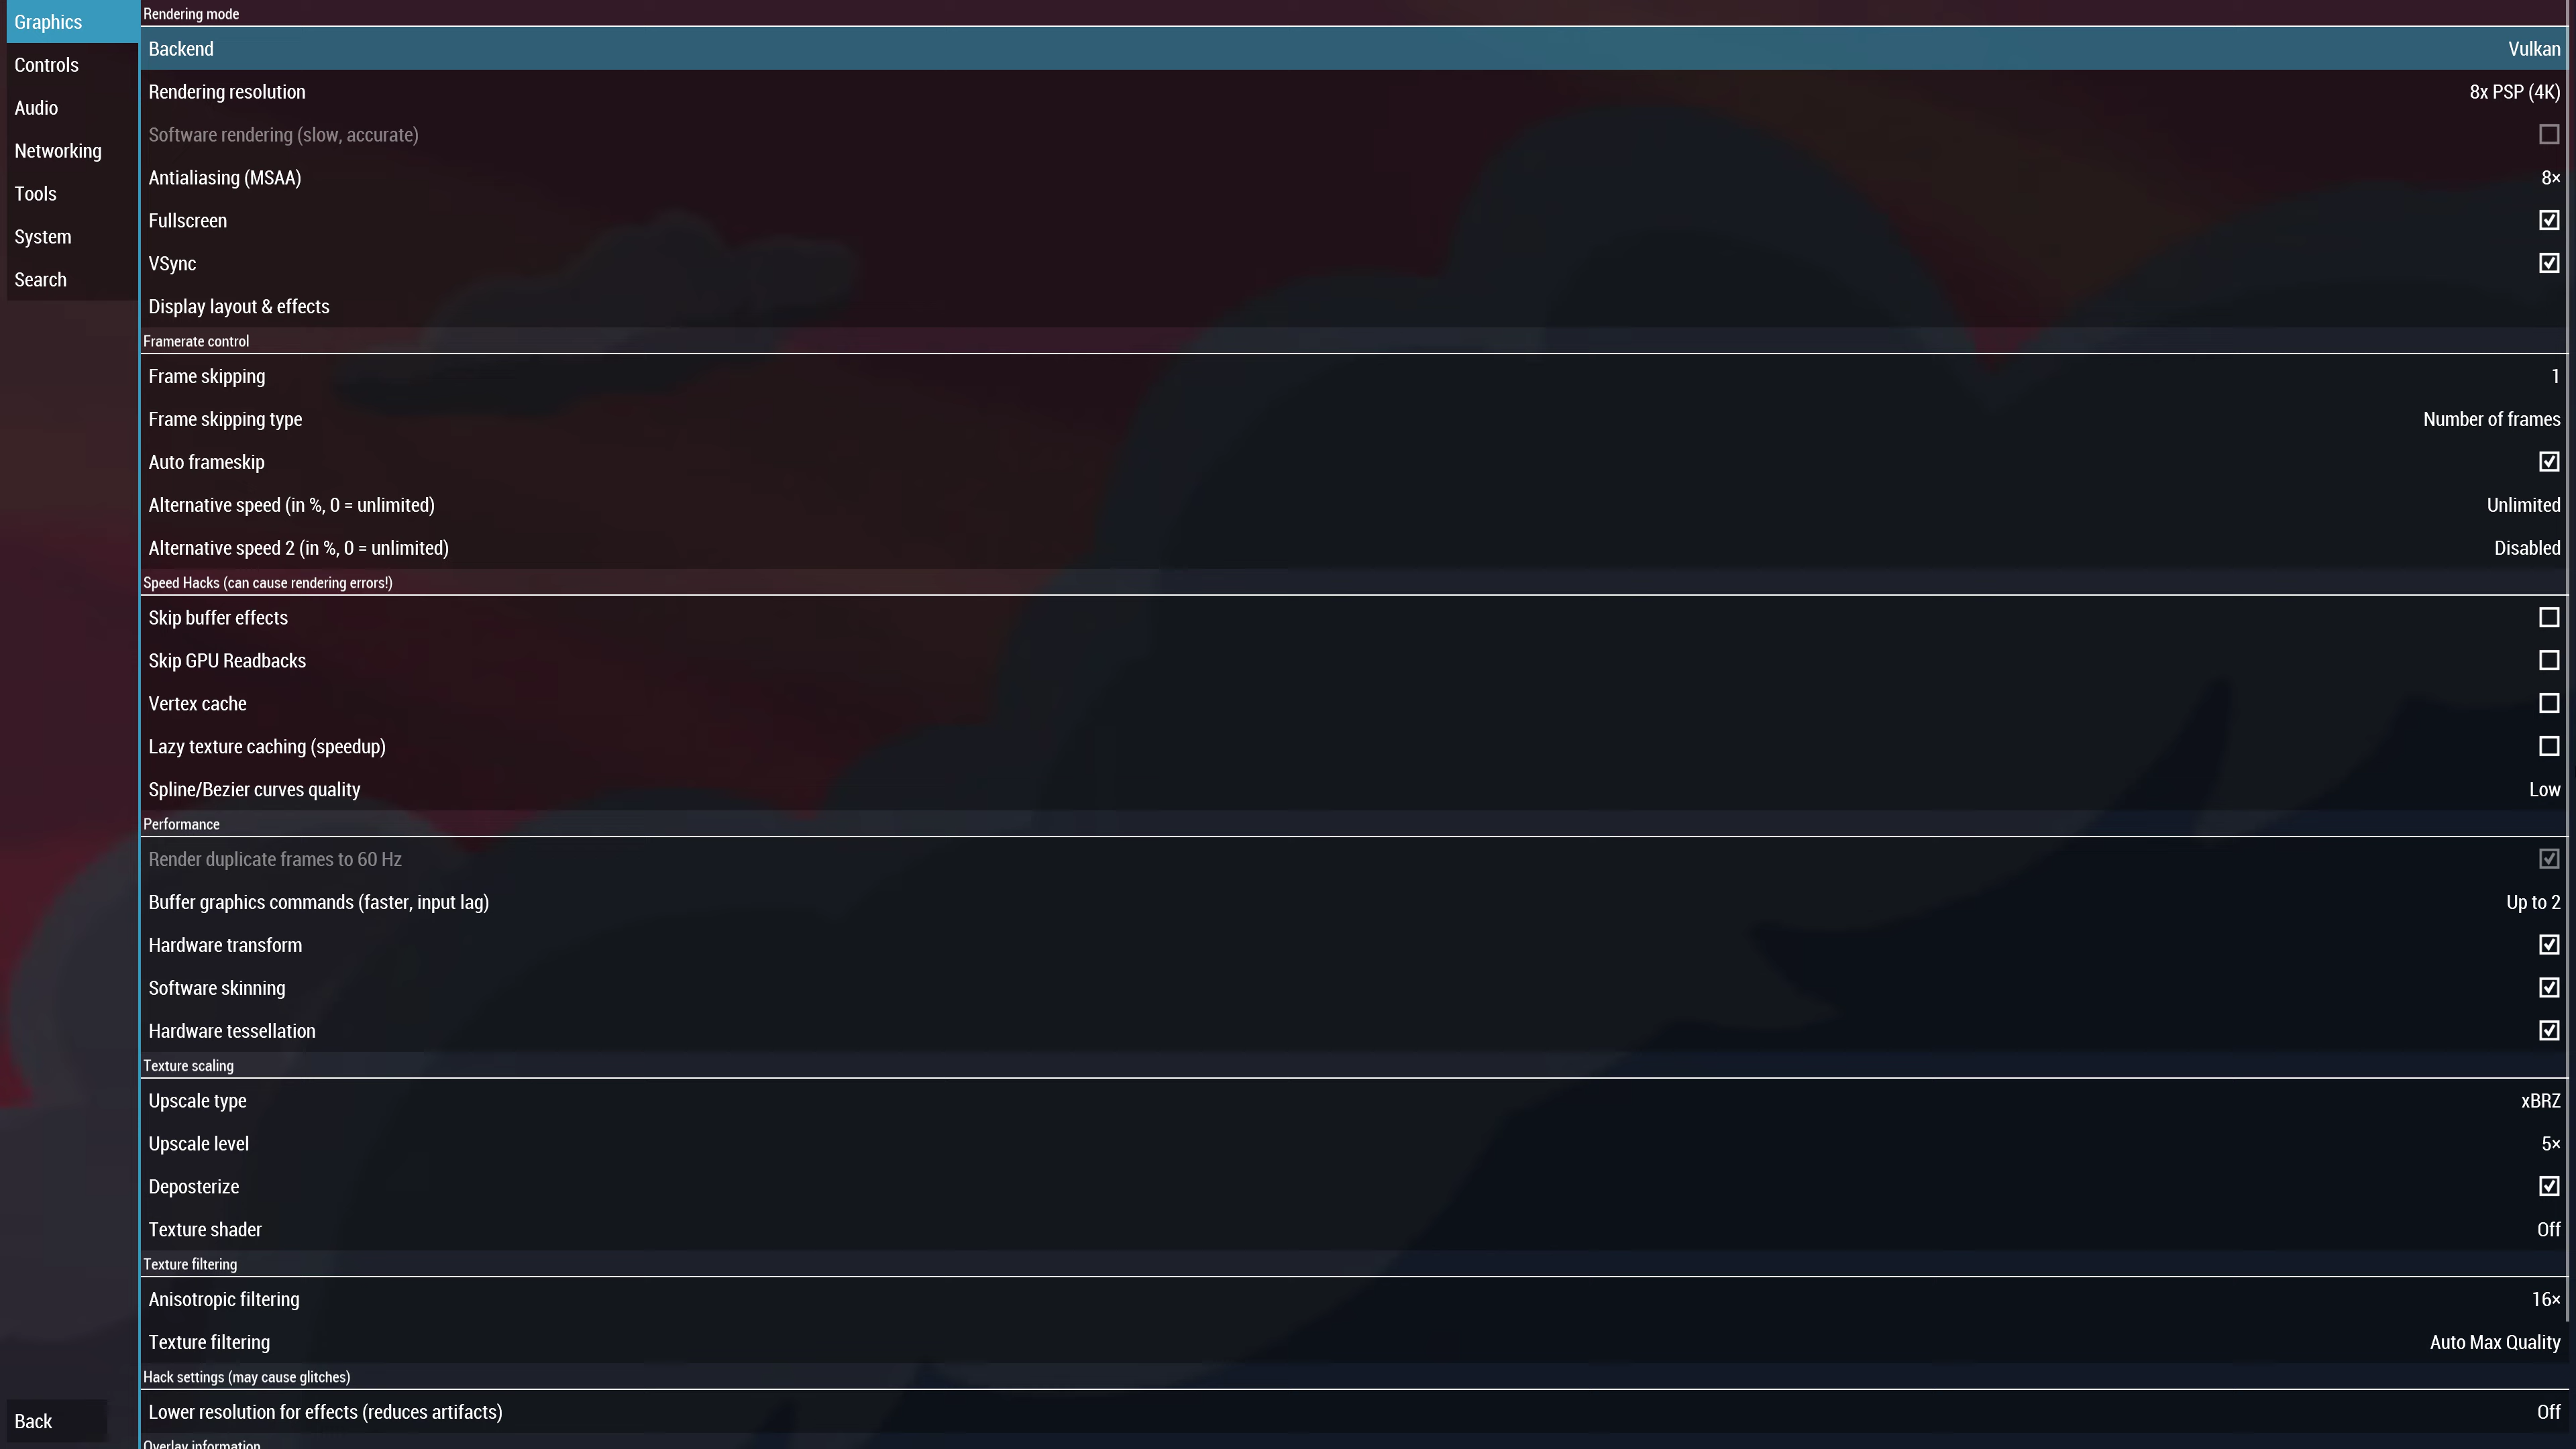 Graphics
Controls
Audio
Networking
Tools
System
Search
Back
Rendering mode
Backend Vulkan
Rendering resolution 8x PSP (4K)
Software rendering (slow, accurate)
Antialiasing (MSAA) 8×
Fullscreen
VSync
Display layout & effects
Framerate control
Frame skipping 1
Frame skipping type Number of frames
Auto frameskip
Alternative speed (in %, 0 = unlimited) Unlimited
Alternative speed 2 (in %, 0 = unlimited) Disabled
Speed Hacks (can cause rendering errors!)
Skip buffer effects
Skip GPU Readbacks
Vertex cache
Lazy texture caching (speedup)
Spline/Bezier curves quality Low
Performance
Render duplicate frames to 60 Hz
Buffer graphics commands (faster, input lag) Up to 2
Hardware transform
Software skinning
Hardware tessellation
Texture scaling
Upscale type xBRZ
Upscale level 5×
Deposterize
Texture shader Off
Texture filtering
Anisotropic filtering 16×
Texture filtering Auto Max Quality
Hack settings (may cause glitches)
Lower resolution for effects (reduces artifacts) Off
Overlay information